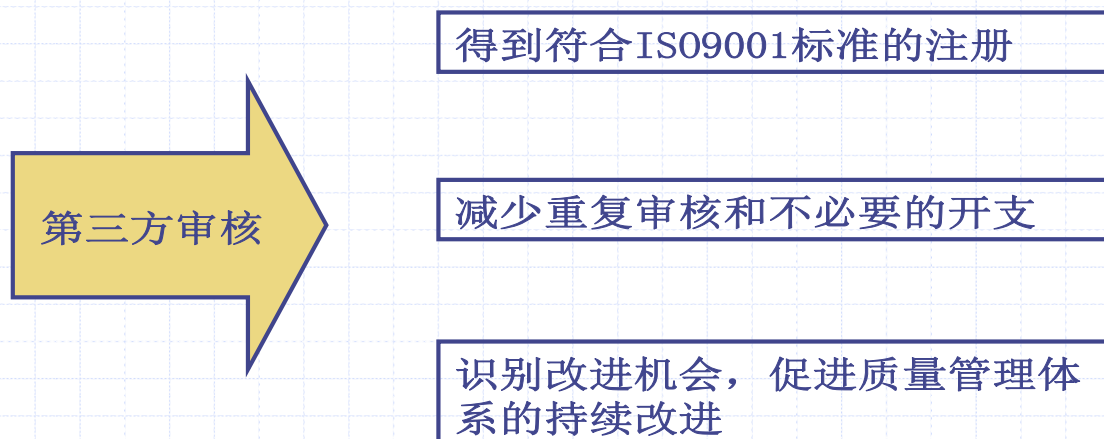 得到符合ISO9001标准的注册
减少重复审核和不必要的开支
第三方审核
识别改进机会，促进质量管理体
系的持续改进